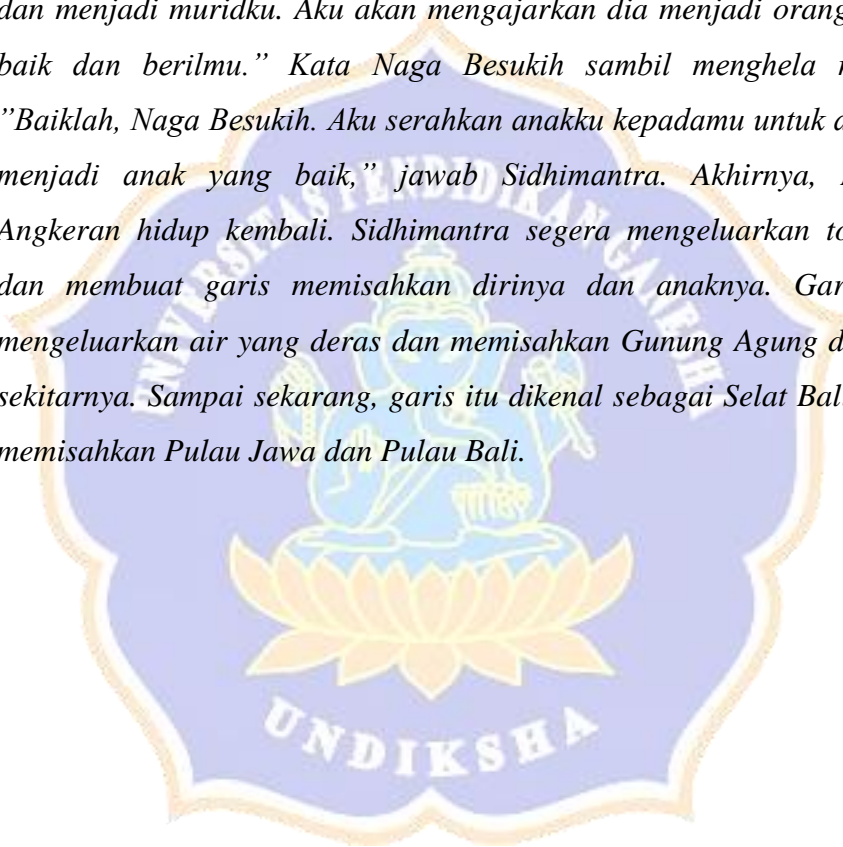 dan menjadi muridku. Aku akan mengajarkan dia menjadi orang
baik dan berilmu.” Kata Naga Besukih sambil menghela
”Baiklah, Naga Besukih. Aku serahkan anakku kepadamu untuk
menjadi anak yang baik,” jawab Sidhimantra. Akhirnya,
Angkeran hidup kembali. Sidhimantra segera mengeluarkan
dan membuat garis memisahkan dirinya dan anaknya.
mengeluarkan air yang deras dan memisahkan Gunung Agung
sekitarnya. Sampai sekarang, garis itu dikenal sebagai Selat
memisahkan Pulau Jawa dan Pulau Bali.
UNIVERSITAS PENDIDIKAN GANESHA
UNDIKSHA